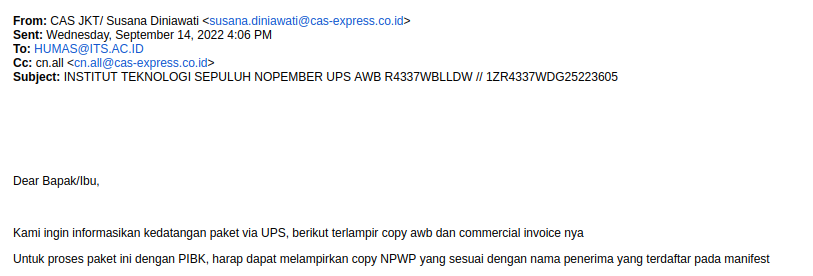 From: CAS JKT/ Susana Diniawati <susana.diniawati@cas-express.co.id>
Sent: Wednesday, September 14, 2022 4:06 PM
To: HUMAS@ITS.AC.ID
Cc: cn.all <cn.all@cas-express.co.id>
Subject: INSTITUT TEKNOLOGI SEPULUH NOPEMBER UPS AWB R4337WBLLDW // 1ZR4337WDG25223605
Dear Bapak/Ibu,
Kami ingin informasikan kedatangan paket via UPS, berikut terlampir copy awb dan commercial invoice nya
Untuk proses paket ini dengan PIBK, harap dapat melampirkan copy NPWP yang sesuai dengan nama penerima yang terdaftar pada manifest